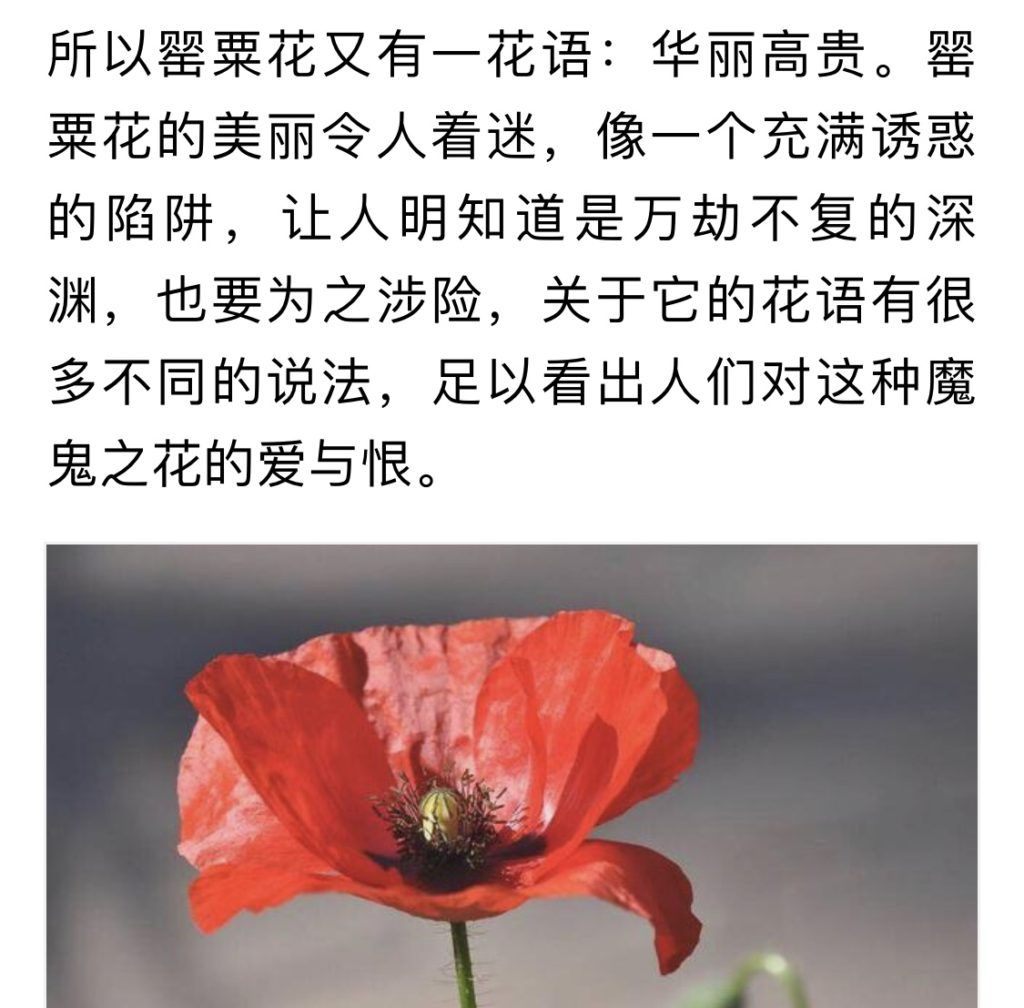 所以罂粟花又有一花语：华丽高贵。罂
粟花的美丽令人着迷，像一个充满诱惑
的陷阱，让人明知道是万劫不复的深
渊，也要为之涉险，关于它的花语有很
多不同的说法，足以看出人们对这种魔
鬼之花的爱与恨。